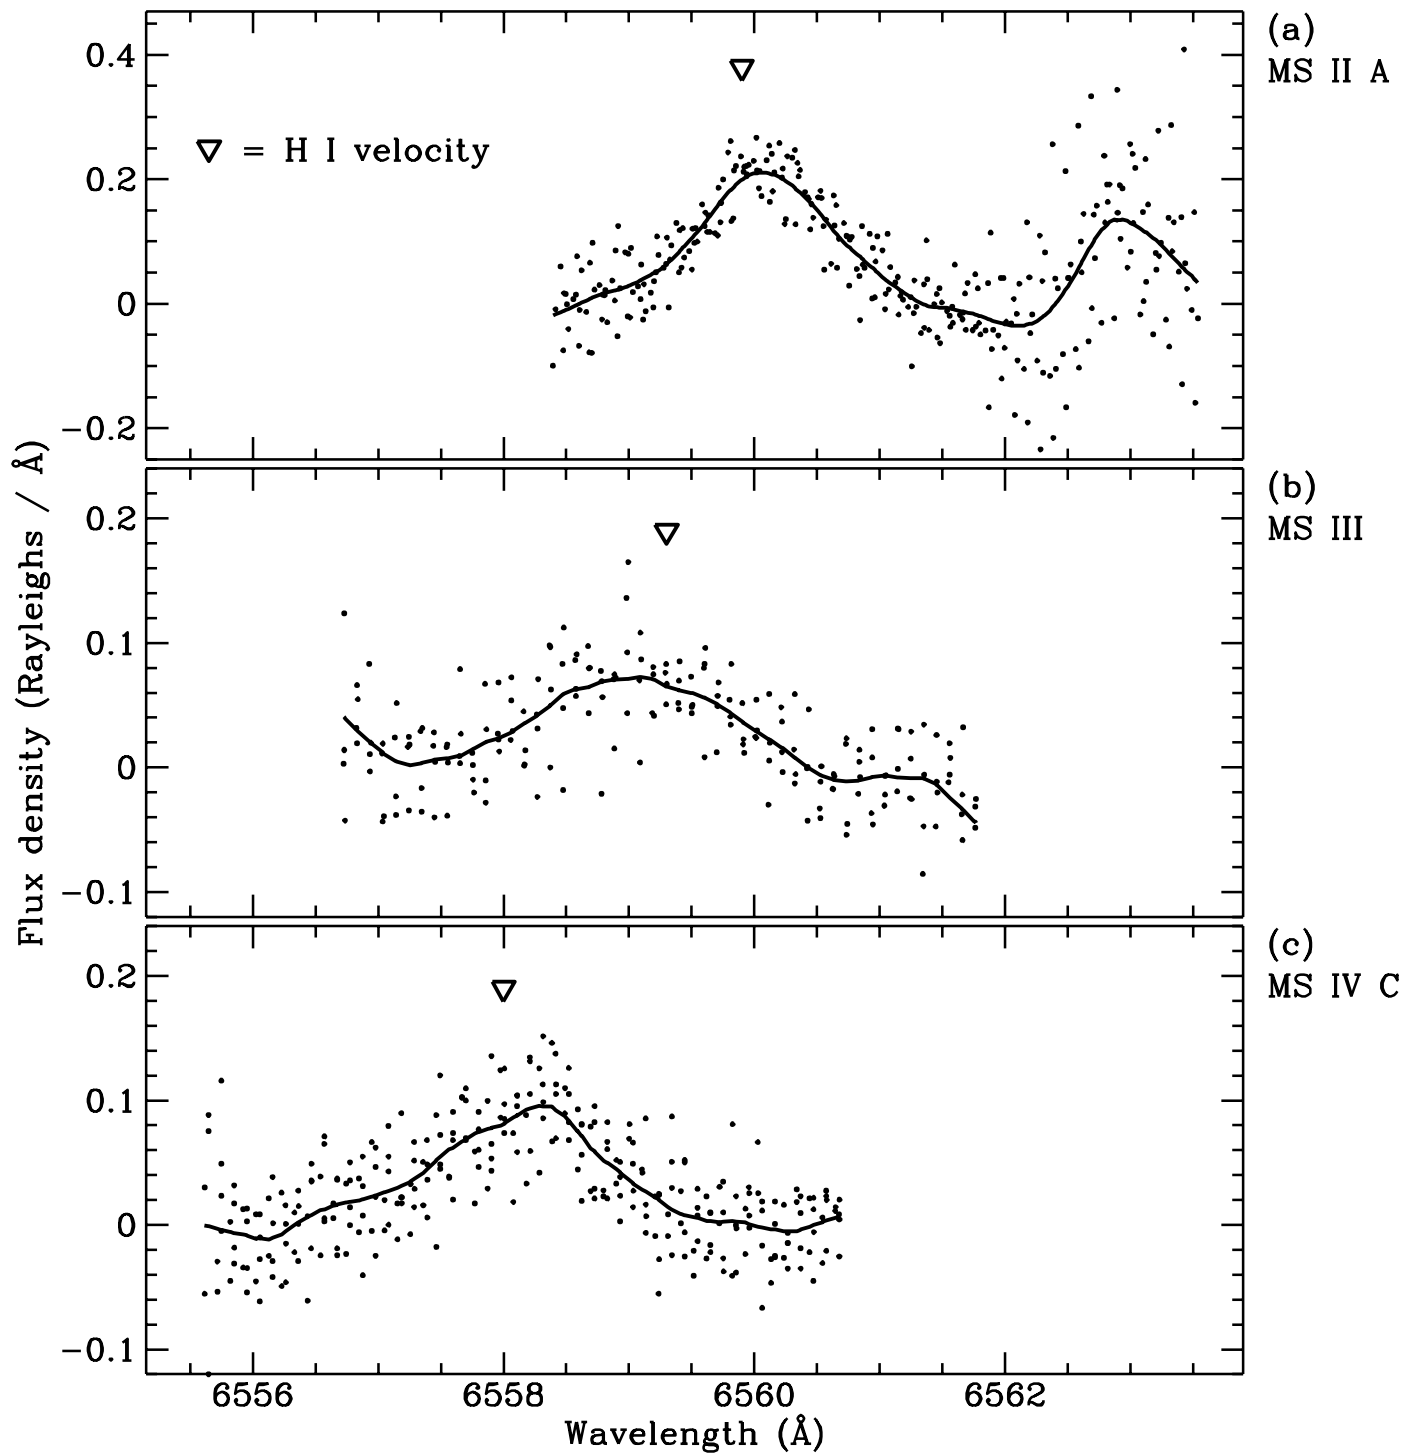 (a)
MS II A
0.4
▽ = H I velocity
0.2
0
−0.2
(b)
MS III
0.2
0.1
0
−0.1
(c)
MS IV C
0.2
0.1
0
−0.1
Flux density (Rayleighs / Å)
6556 6558 6560 6562
Wavelength (Å)